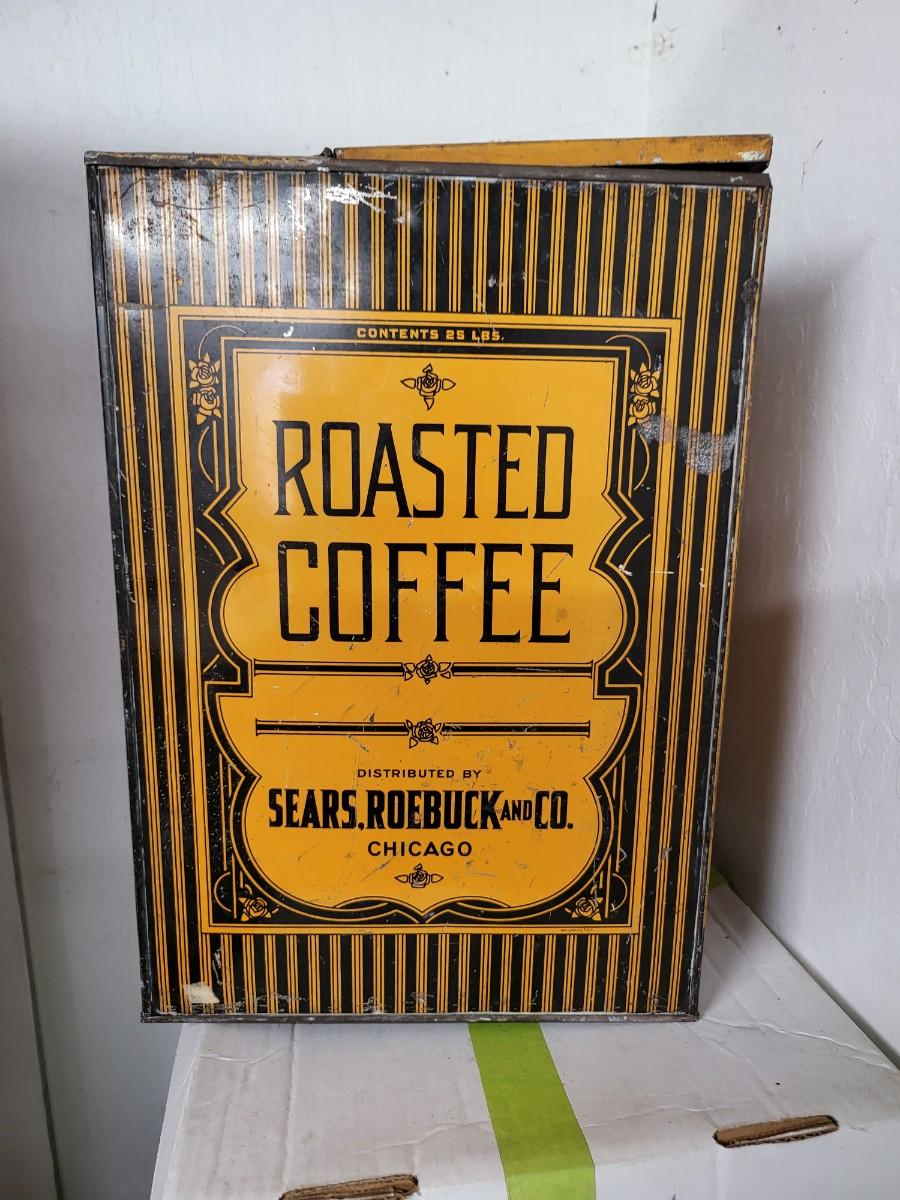 CONTENTS 25 LBS.
ROASTED
COFFEE
DISTRIBUTED BY
SEARS, ROEBUCK AND CO.
CHICAGO